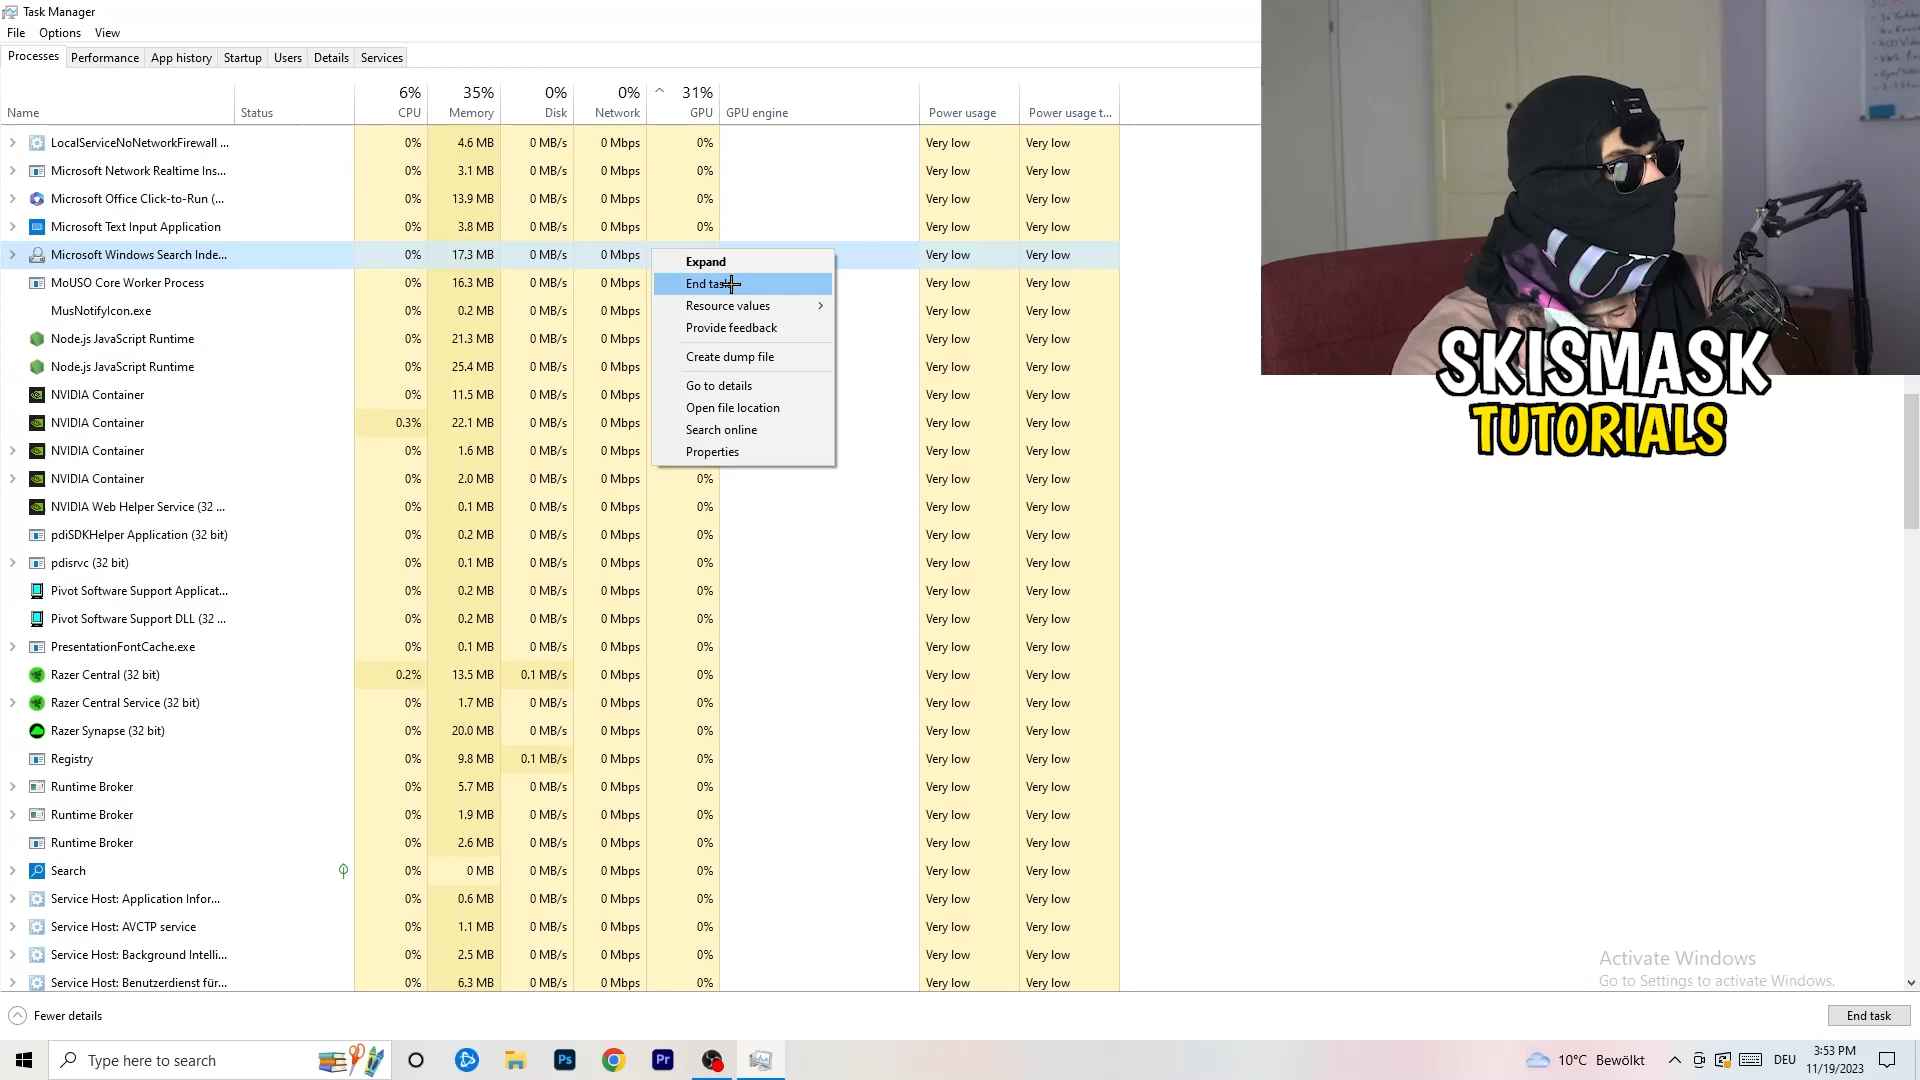 Task Manager
File Options View
Processes Performance App history Startup Users Details Services
6% 35% 0% 0% 31%
Name Status CPU Memory Disk Network GPU GPU engine Power usage Power usage t...
LocalServiceNoNetworkFirewall ... 0% 4.6 MB 0 MB/s 0 Mbps 0% Very low Very low
Microsoft Network Realtime Ins... 0% 3.1 MB 0 MB/s 0 Mbps 0% Very low Very low
Microsoft Office Click-to-Run (... 0% 13.9 MB 0 MB/s 0 Mbps 0% Very low Very low
Microsoft Text Input Application 0% 3.8 MB 0 MB/s 0 Mbps 0% Very low Very low
Microsoft Windows Search Inde... 0% 17.3 MB 0 MB/s 0 Mbps Very low Very low
MoUSO Core Worker Process 0% 16.3 MB 0 MB/s 0 Mbps Very low Very low
MusNotifyIcon.exe 0% 0.2 MB 0 MB/s 0 Mbps Very low Very low
Node.js JavaScript Runtime 0% 21.3 MB 0 MB/s 0 Mbps Very low Very low
Node.js JavaScript Runtime 0% 25.4 MB 0 MB/s 0 Mbps Very low Very low
NVIDIA Container 0% 11.5 MB 0 MB/s 0 Mbps Very low Very low
NVIDIA Container 0.3% 22.1 MB 0 MB/s 0 Mbps Very low Very low
NVIDIA Container 0% 1.6 MB 0 MB/s 0 Mbps Very low Very low
NVIDIA Container 0% 2.0 MB 0 MB/s 0 Mbps 0% Very low Very low
NVIDIA Web Helper Service (32 ... 0% 0.1 MB 0 MB/s 0 Mbps 0% Very low Very low
pdiSDKHelper Application (32 bit) 0% 0.2 MB 0 MB/s 0 Mbps 0% Very low Very low
pdisrvc (32 bit) 0% 0.1 MB 0 MB/s 0 Mbps 0% Very low Very low
Pivot Software Support Applicat... 0% 0.2 MB 0 MB/s 0 Mbps 0% Very low Very low
Pivot Software Support DLL (32 ... 0% 0.2 MB 0 MB/s 0 Mbps 0% Very low Very low
PresentationFontCache.exe 0% 0.1 MB 0 MB/s 0 Mbps 0% Very low Very low
Razer Central (32 bit) 0.2% 13.5 MB 0.1 MB/s 0 Mbps 0% Very low Very low
Razer Central Service (32 bit) 0% 1.7 MB 0 MB/s 0 Mbps 0% Very low Very low
Razer Synapse (32 bit) 0% 20.0 MB 0 MB/s 0 Mbps 0% Very low Very low
Registry 0% 9.8 MB 0.1 MB/s 0 Mbps 0% Very low Very low
Runtime Broker 0% 5.7 MB 0 MB/s 0 Mbps 0% Very low Very low
Runtime Broker 0% 1.9 MB 0 MB/s 0 Mbps 0% Very low Very low
Runtime Broker 0% 2.6 MB 0 MB/s 0 Mbps 0% Very low Very low
Search 0% 0 MB 0 MB/s 0 Mbps 0% Very low Very low
Service Host: Application Infor... 0% 0.6 MB 0 MB/s 0 Mbps 0% Very low Very low
Service Host: AVCTP service 0% 1.1 MB 0 MB/s 0 Mbps 0% Very low Very low
Service Host: Background Intelli... 0% 2.5 MB 0 MB/s 0 Mbps 0% Very low Very low
Service Host: Benutzerdienst für... 0% 6.3 MB 0 MB/s 0 Mbps 0% Very low Very low
Expand
End task
Resource values
Provide feedback
Create dump file
Go to details
Open file location
Search online
Properties
SKISMASK
TUTORIALS
Activate Windows
Go to Settings to activate Windows.
Fewer details
End task
Type here to search
Ps
Pr
10°C Bewölkt
DEU
3:53 PM
11/19/2023